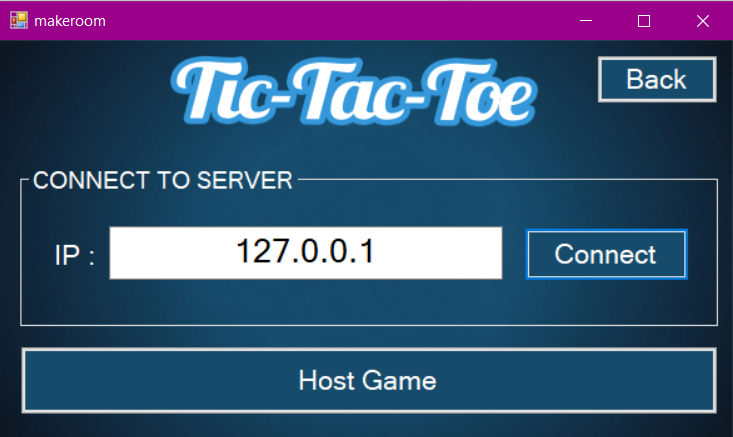 makeroom
Tic-Tac-Toe
Back
CONNECT TO SERVER
IP :
127.0.0.1
Connect
Host Game